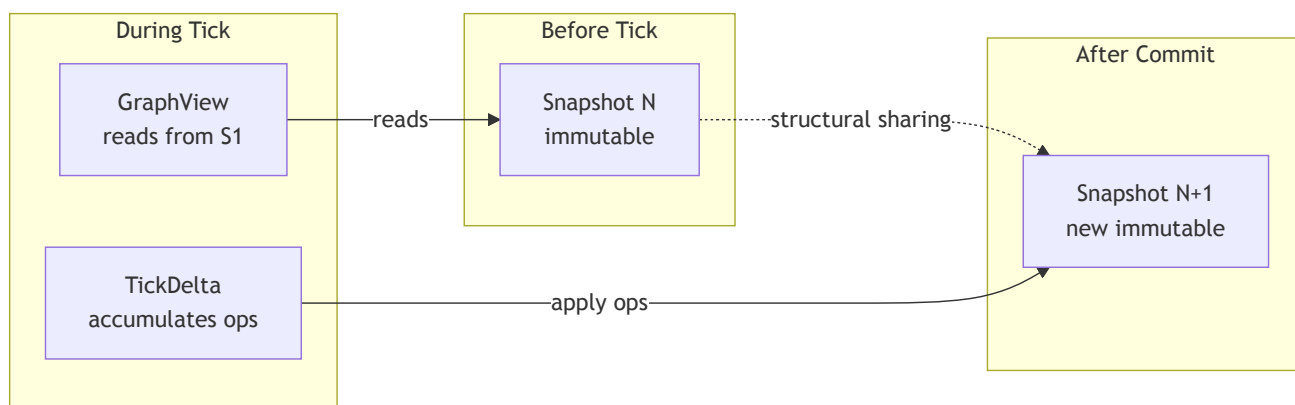 During Tick
GraphView
reads from S1
TickDelta
accumulates ops
reads
Before Tick
Snapshot N
immutable
structural sharing
apply ops
After Commit
Snapshot N+1
new immutable